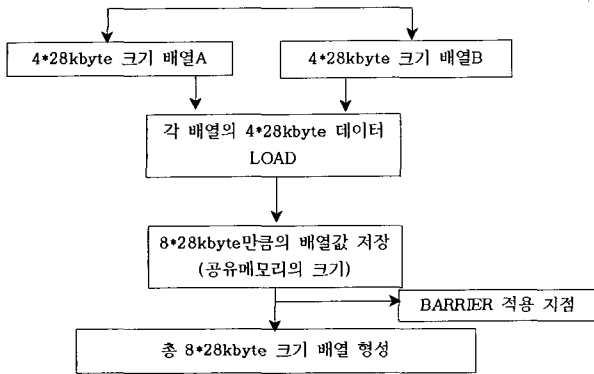 4*28kbyte 크기 배열A
4*28kbyte 크기 배열B
각 배열의 4*28kbyte 데이터
LOAD
8*28kbyte만큼의 배열값 저장
(공유메모리의 크기)
BARRIER 적용 지점
총 8*28kbyte 크기 배열 형성